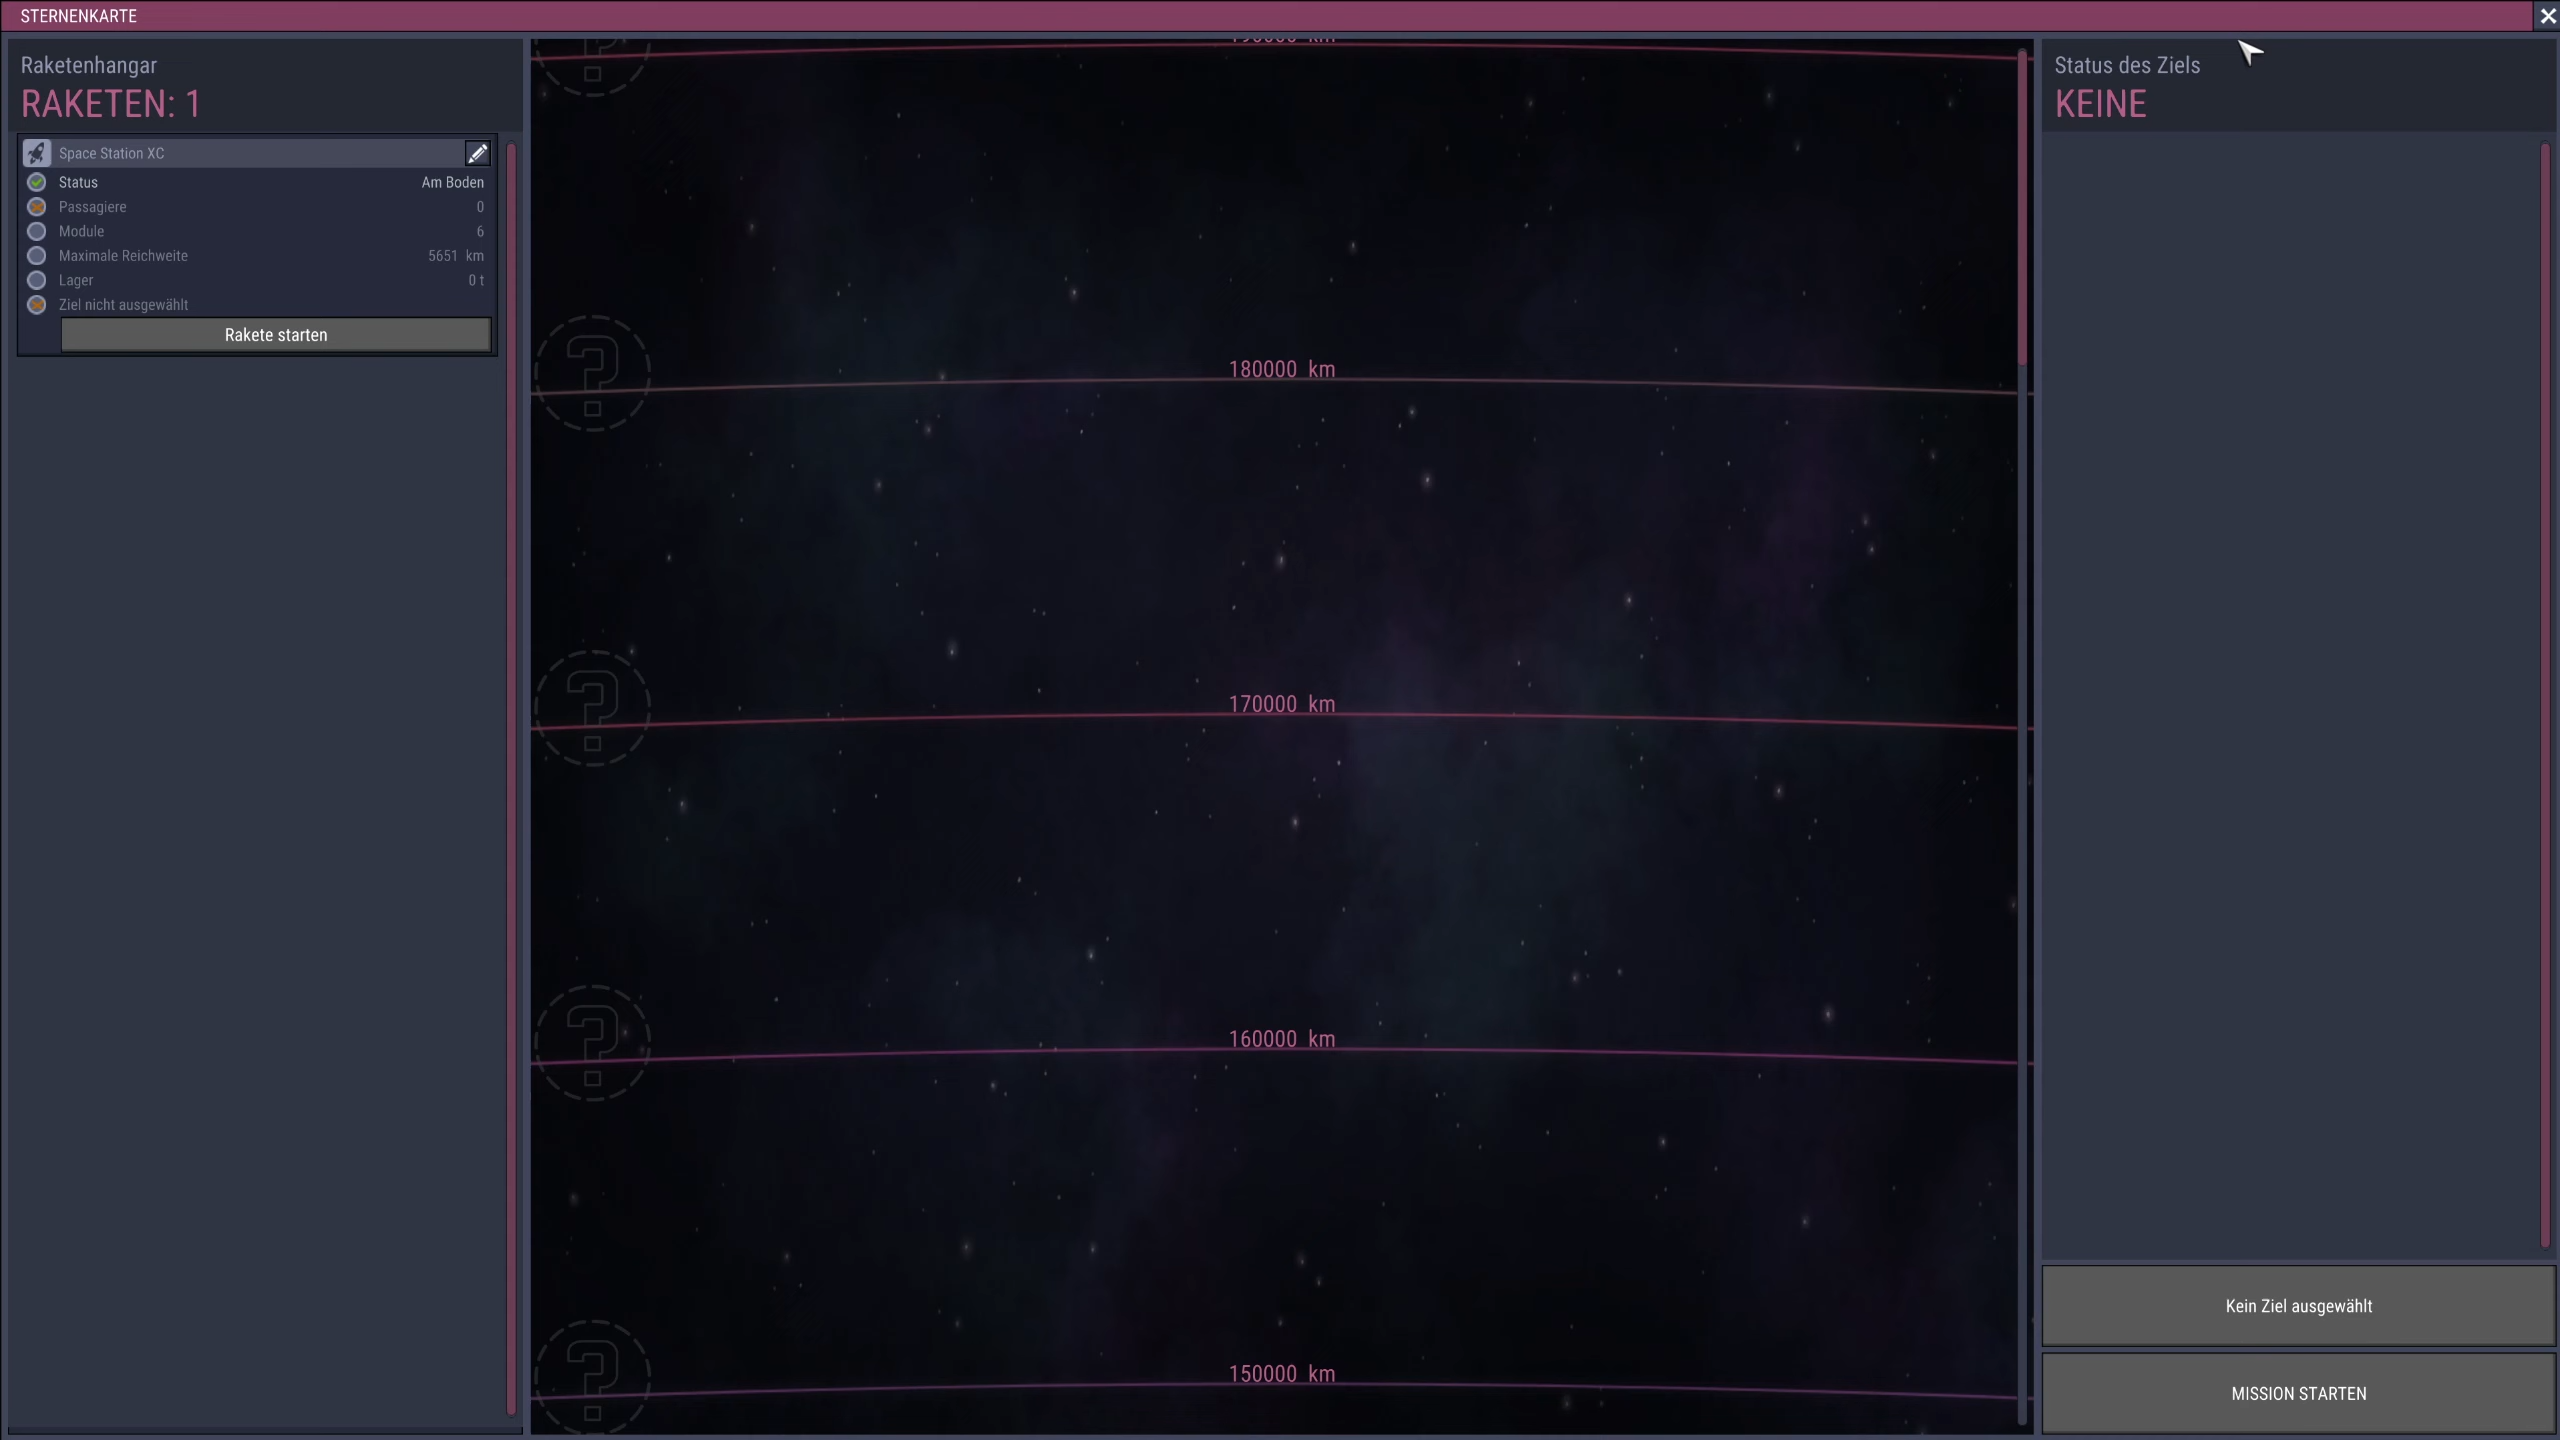 STERNENKARTE
Raketenhangar
RAKETEN: 1
Space Station XC
Status Am Boden
Passagiere 0
Module 6
Maximale Reichweite 5651 km
Lager 0 t
Ziel nicht ausgewählt
Rakete starten
190000 km
180000 km
170000 km
160000 km
150000 km
Status des Ziels
KEINE
Kein Ziel ausgewählt
MISSION STARTEN